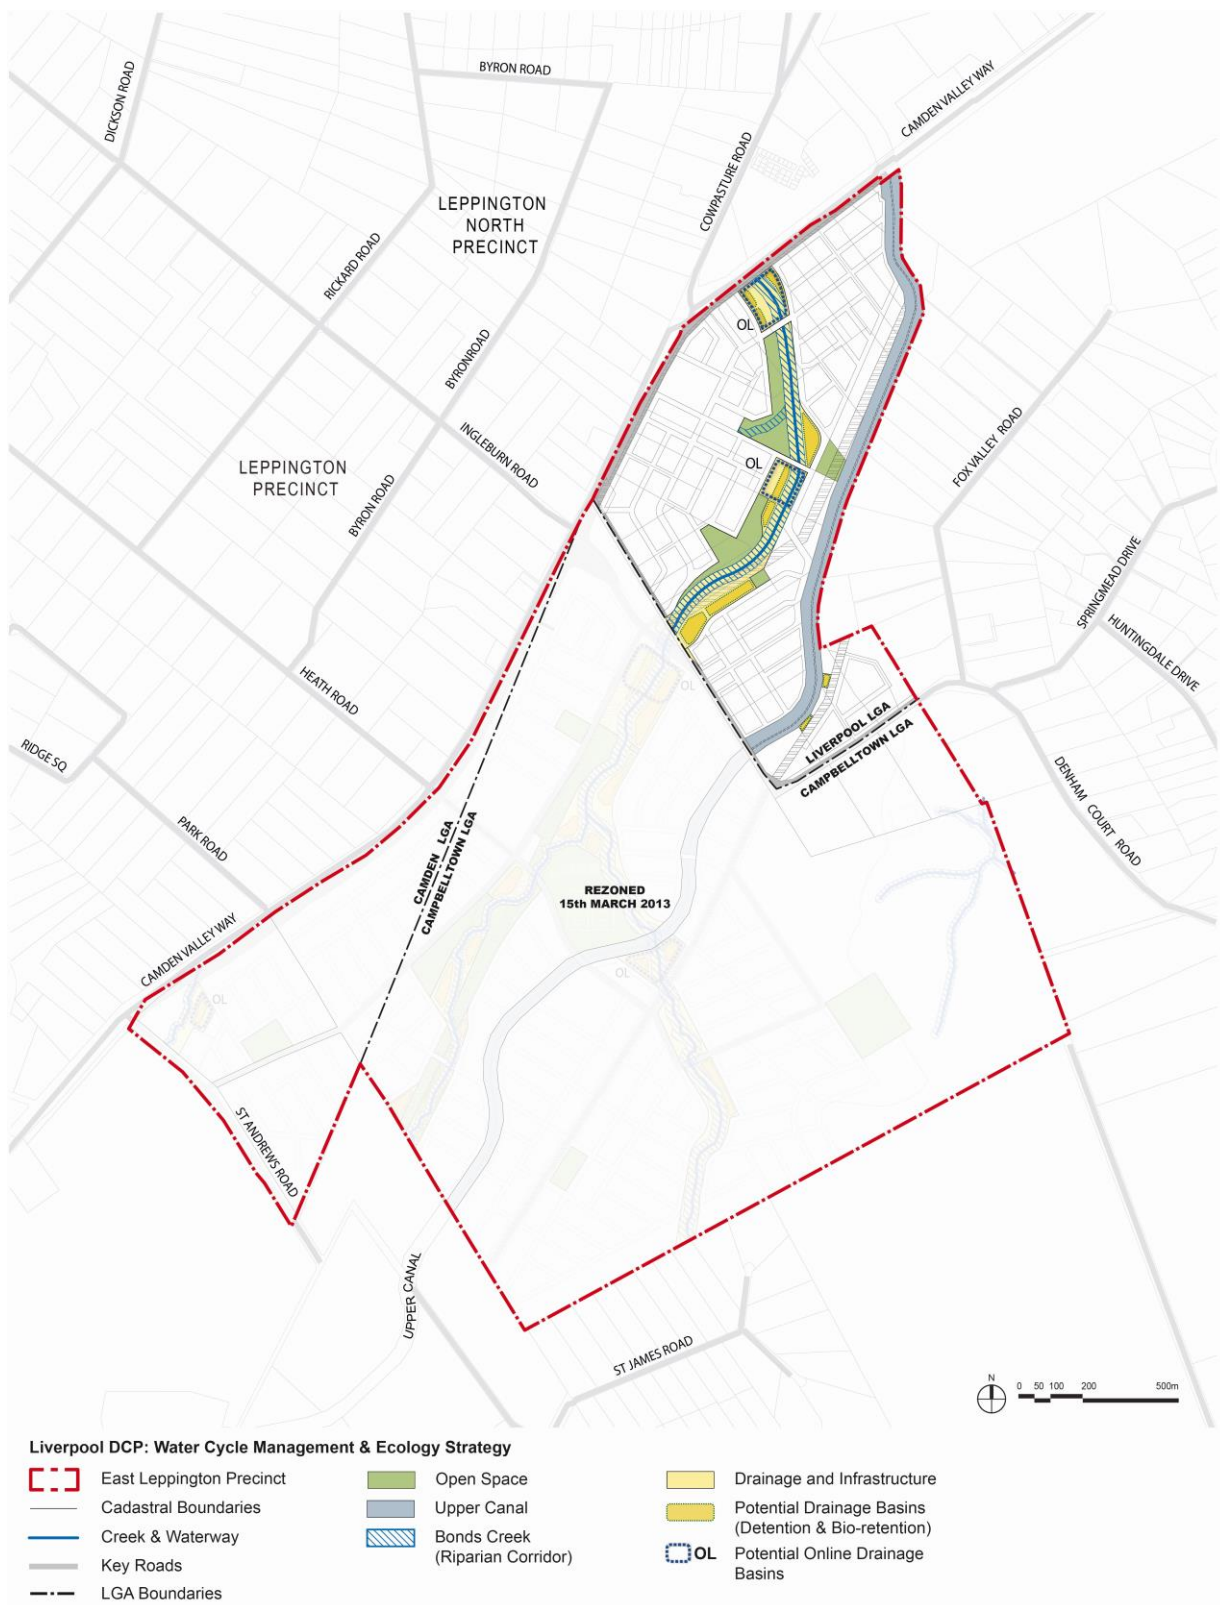 BYRON ROAD
CAMDEN VALLEY WAY
DICKSON ROAD
COWPASTURE ROAD
LEPPINGTON
NORTH
PRECINCT
RICKARD ROAD
OL
BYRONROAD
INGLEBURN ROAD
FOX VALLEY ROAD
LEPPINGTON
PRECINCT
OL
BYRON ROAD
SPRINGMEAD DRIVE
HUNTINGDALE DRIVE
HEATH ROAD
OL
LIVERPOOL LGA
CAMPBELLTOWN LGA
RIDGE SQ
DENHAM COURT ROAD
PARK ROAD
CAMDEN LGA
CAMPBELLTOWN LGA
REZONED
15th MARCH 2013
CAMDEN VALLEY WAY
OL
OL
ST ANDREWS ROAD
UPPER CANAL
ST JAMES ROAD
N
0 50 100 200 500m
Liverpool DCP: Water Cycle Management & Ecology Strategy
East Leppington Precinct
Cadastral Boundaries
Creek & Waterway
Key Roads
LGA Boundaries
Open Space
Upper Canal
Bonds Creek
(Riparian Corridor)
Drainage and Infrastructure
Potential Drainage Basins
(Detention & Bio-retention)
OL Potential Online Drainage
Basins